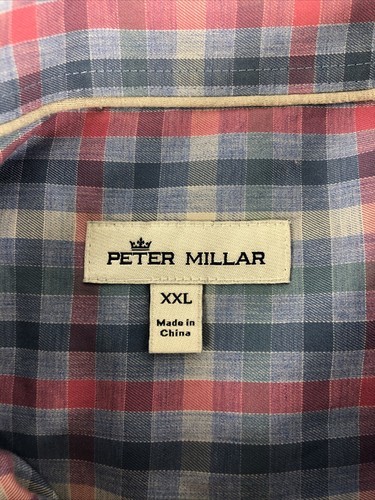 PETER MILLAR
XXL
Made in
China